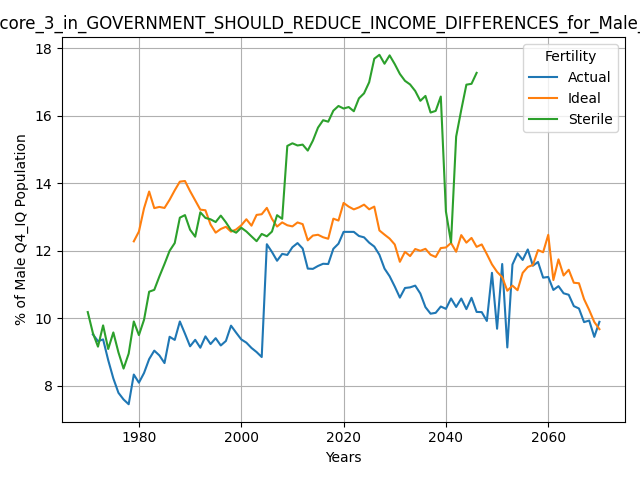 core_3_in_GOVERNMENT_SHOULD_REDUCE_INCOME_DIFFERENCES_for_Male_
18
16
14
12
10
8
% of Male Q4_IQ Population
Fertility
Actual
Ideal
Sterile
1980 2000 2020 2040 2060
Years